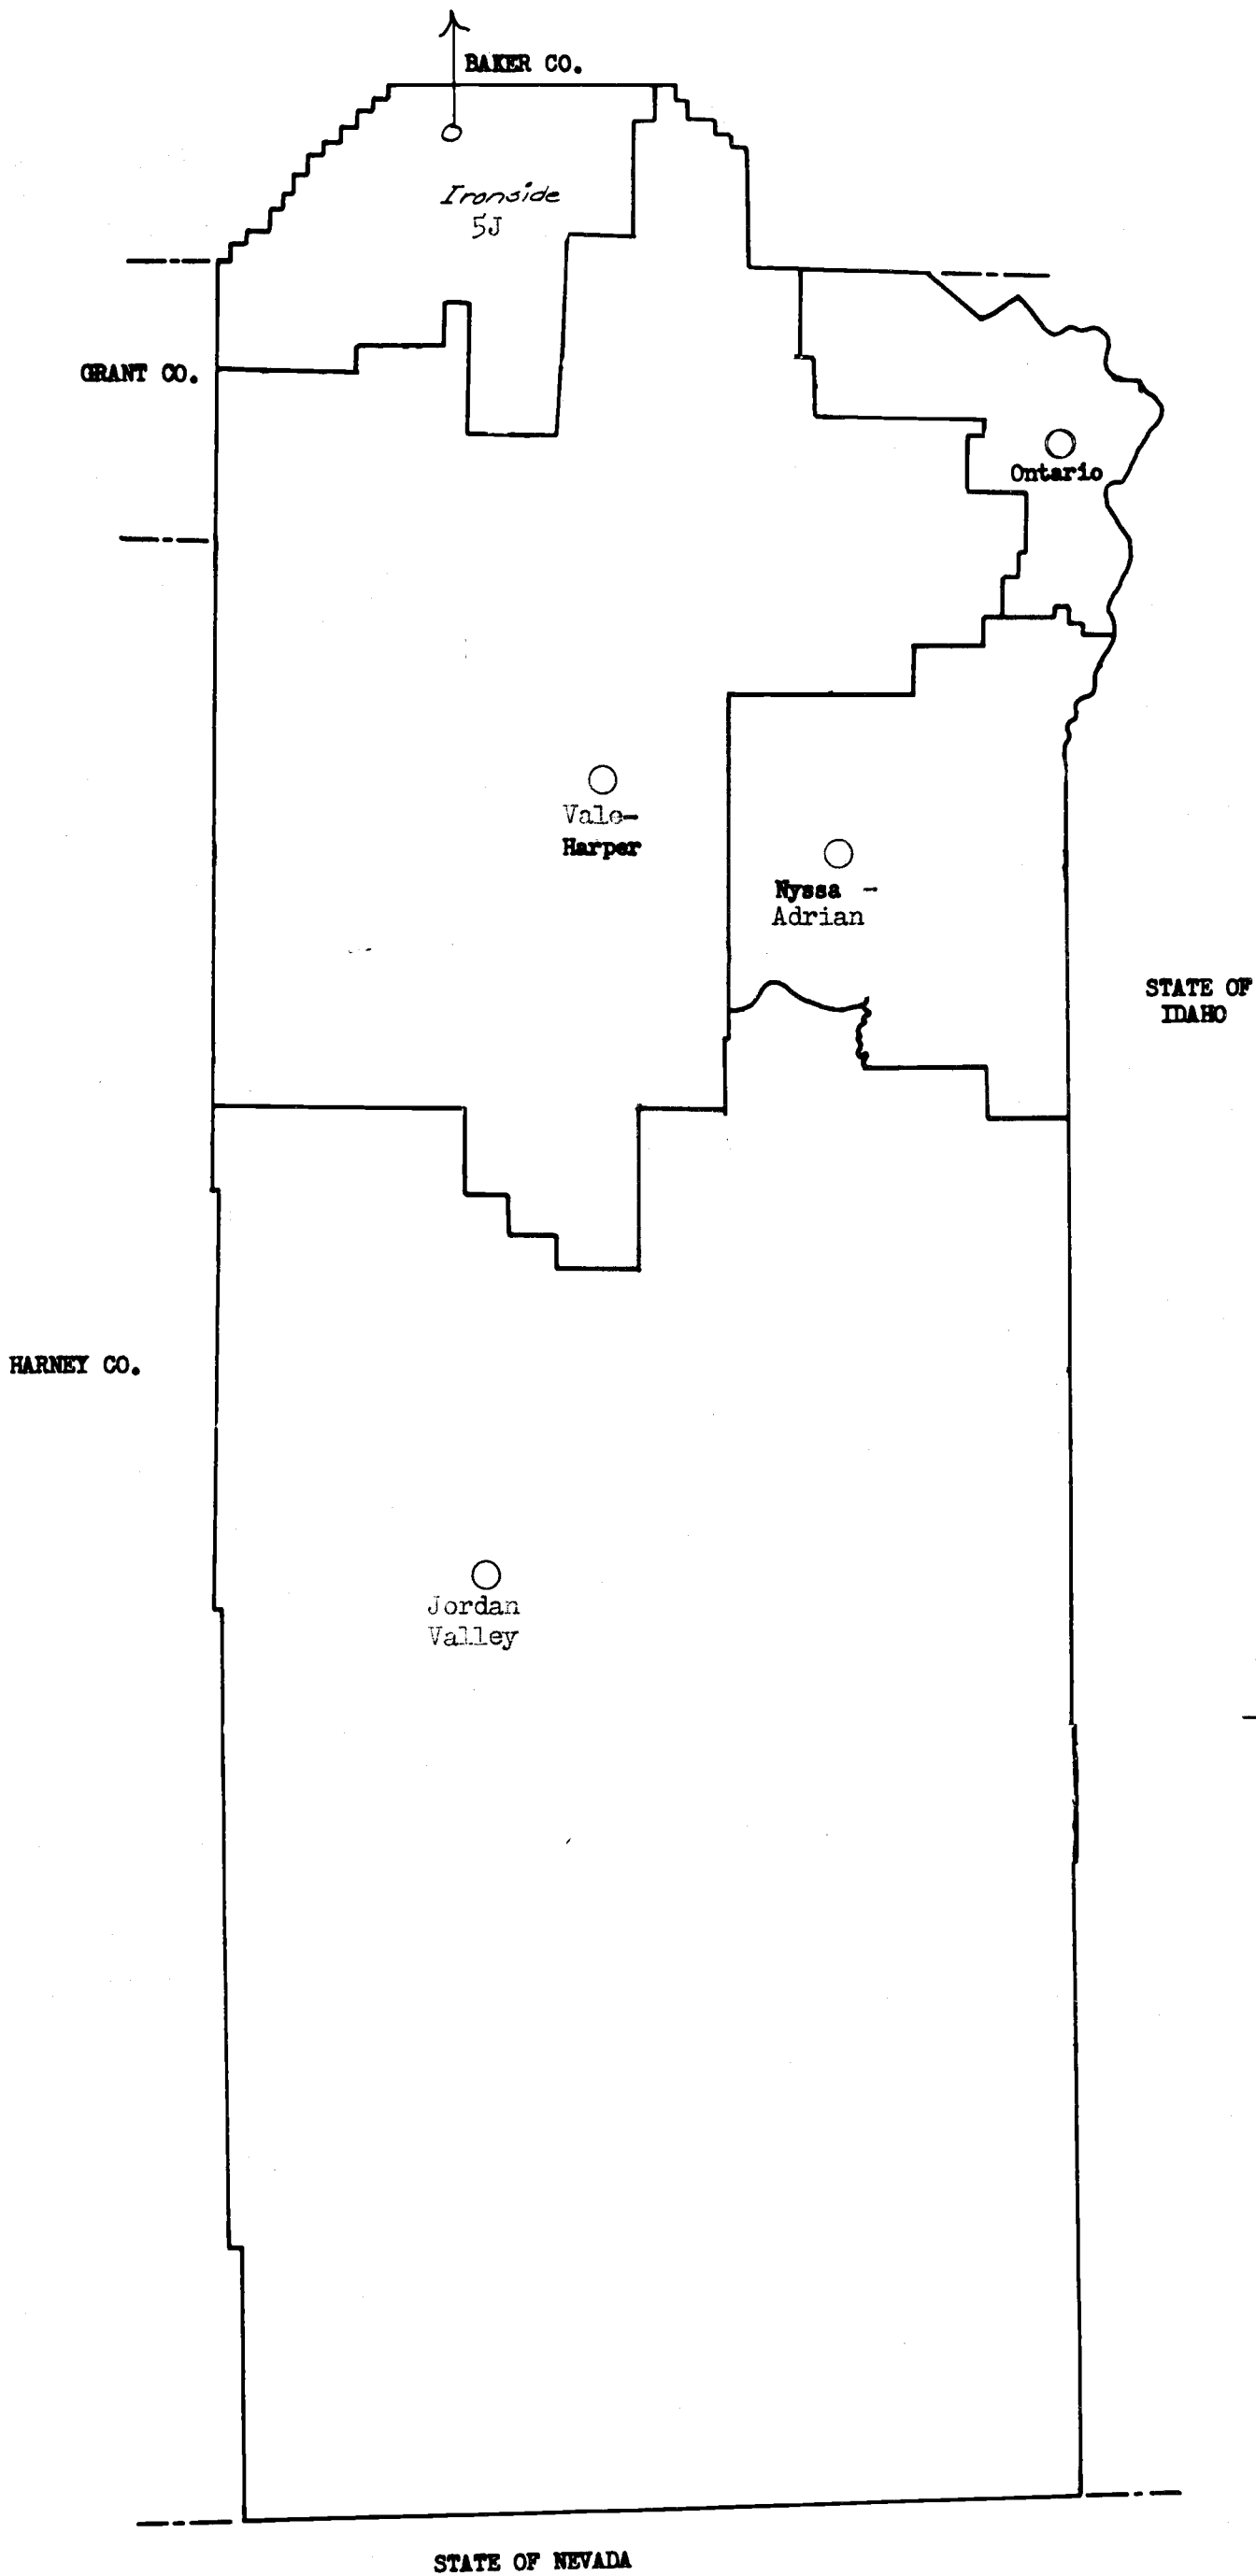 BAKER CO.
Ironside
5J
GRANT CO.
Ontario
Vale-
Harper
Nyssa -
Adrian
STATE OF
IDAHO
HARNEY CO.
Jordan
Valley
STATE OF NEVADA